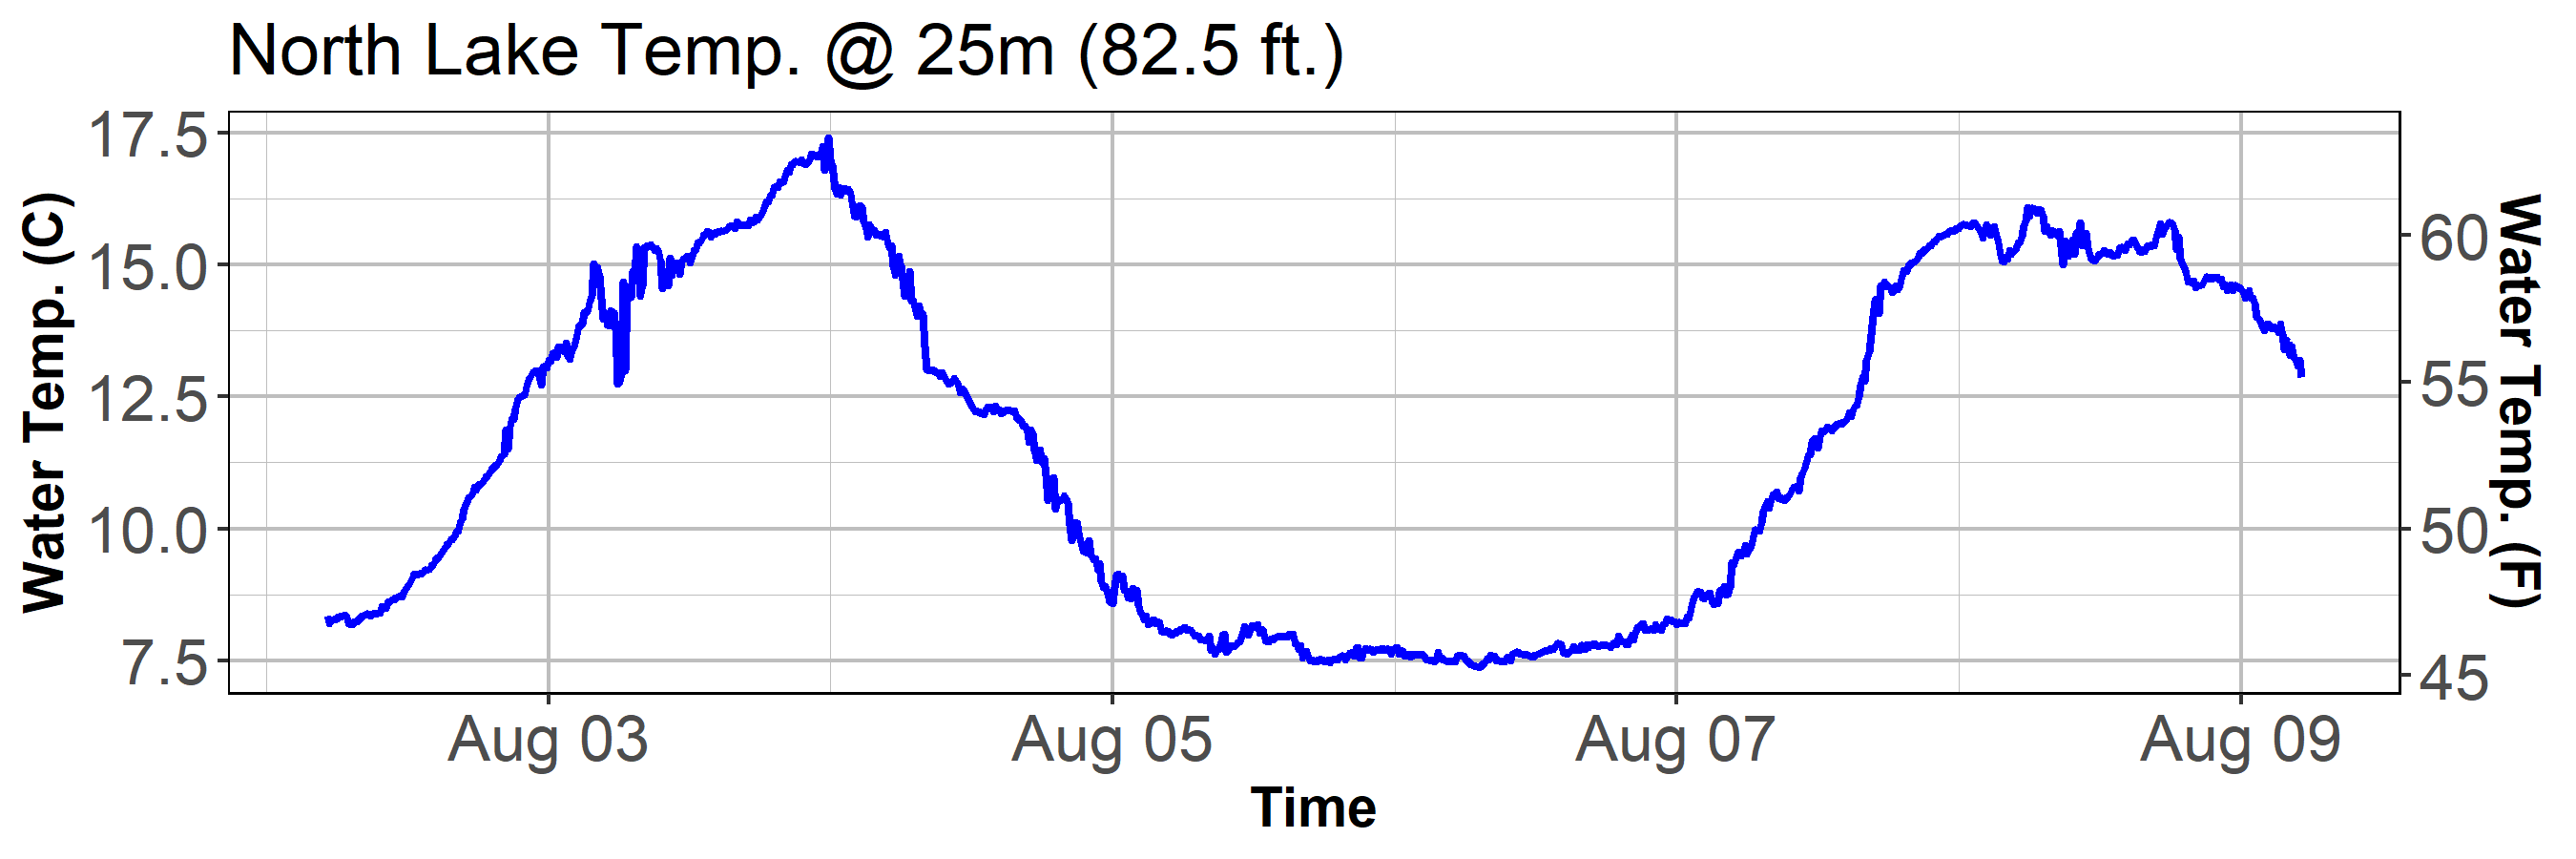 North Lake Temp. @ 25m (82.5 ft.)
Water Temp. (C)
17.5
15.0
12.5
10.0
7.5
60
55
50
45
Water Temp. (F)
Aug 03 Aug 05 Aug 07 Aug 09
Time